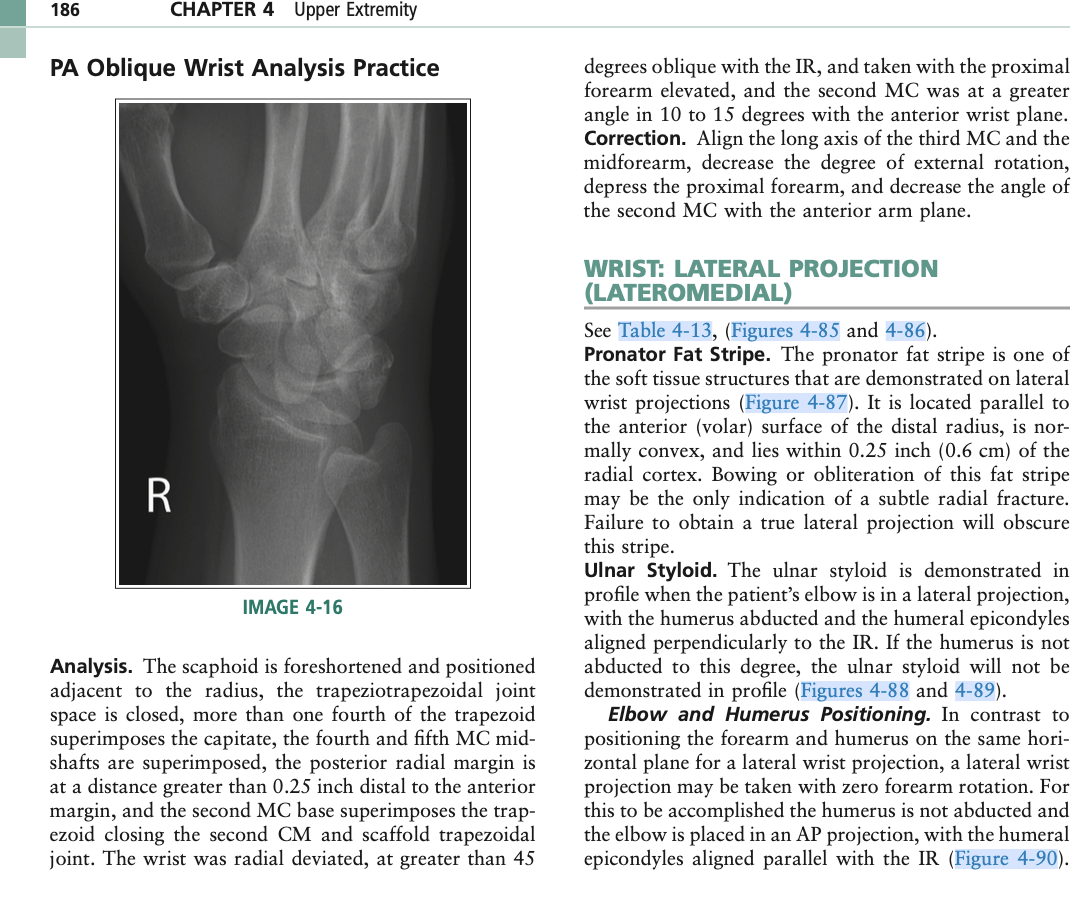 186 CHAPTER 4 Upper Extremity
PA Oblique Wrist Analysis Practice
R
IMAGE 4-16
Analysis. The scaphoid is foreshortened and positioned
adjacent to the radius, the trapeziotrapezoidal joint
space is closed, more than one fourth of the trapezoid
superimposes the capitate, the fourth and fifth MC mid-
shafts are superimposed, the posterior radial margin is
at a distance greater than 0.25 inch distal to the anterior
margin, and the second MC base superimposes the trap-
ezoid closing the second CM and scaffold trapezoidal
joint. The wrist was radial deviated, at greater than 45
degrees oblique with the IR, and taken with the proximal
forearm elevated, and the second MC was at a greater
angle in 10 to 15 degrees with the anterior wrist plane.
Correction. Align the long axis of the third MC and the
midforearm, decrease the degree of external rotation,
depress the proximal forearm, and decrease the angle of
the second MC with the anterior arm plane.
WRIST: LATERAL PROJECTION
(LATEROMEDIAL)
See Table 4-13, (Figures 4-85 and 4-86).
Pronator Fat Stripe. The pronator fat stripe is one of
the soft tissue structures that are demonstrated on lateral
wrist projections (Figure 4-87). It is located parallel to
the anterior (volar) surface of the distal radius, is nor-
mally convex, and lies within 0.25 inch (0.6 cm) of the
radial cortex. Bowing or obliteration of this fat stripe
may be the only indication of a subtle radial fracture.
Failure to obtain a true lateral projection will obscure
this stripe.
Ulnar Styloid. The ulnar styloid is demonstrated in
profile when the patient's elbow is in a lateral projection,
with the humerus abducted and the humeral epicondyles
aligned perpendicularly to the IR. If the humerus is not
abducted to this degree, the ulnar styloid will not be
demonstrated in profile (Figures 4-88 and 4-89).
Elbow and Humerus Positioning. In contrast to
positioning the forearm and humerus on the same hori-
zontal plane for a lateral wrist projection, a lateral wrist
projection may be taken with zero forearm rotation. For
this to be accomplished the humerus is not abducted and
the elbow is placed in an AP projection, with the humeral
epicondyles aligned parallel with the IR (Figure 4-90).